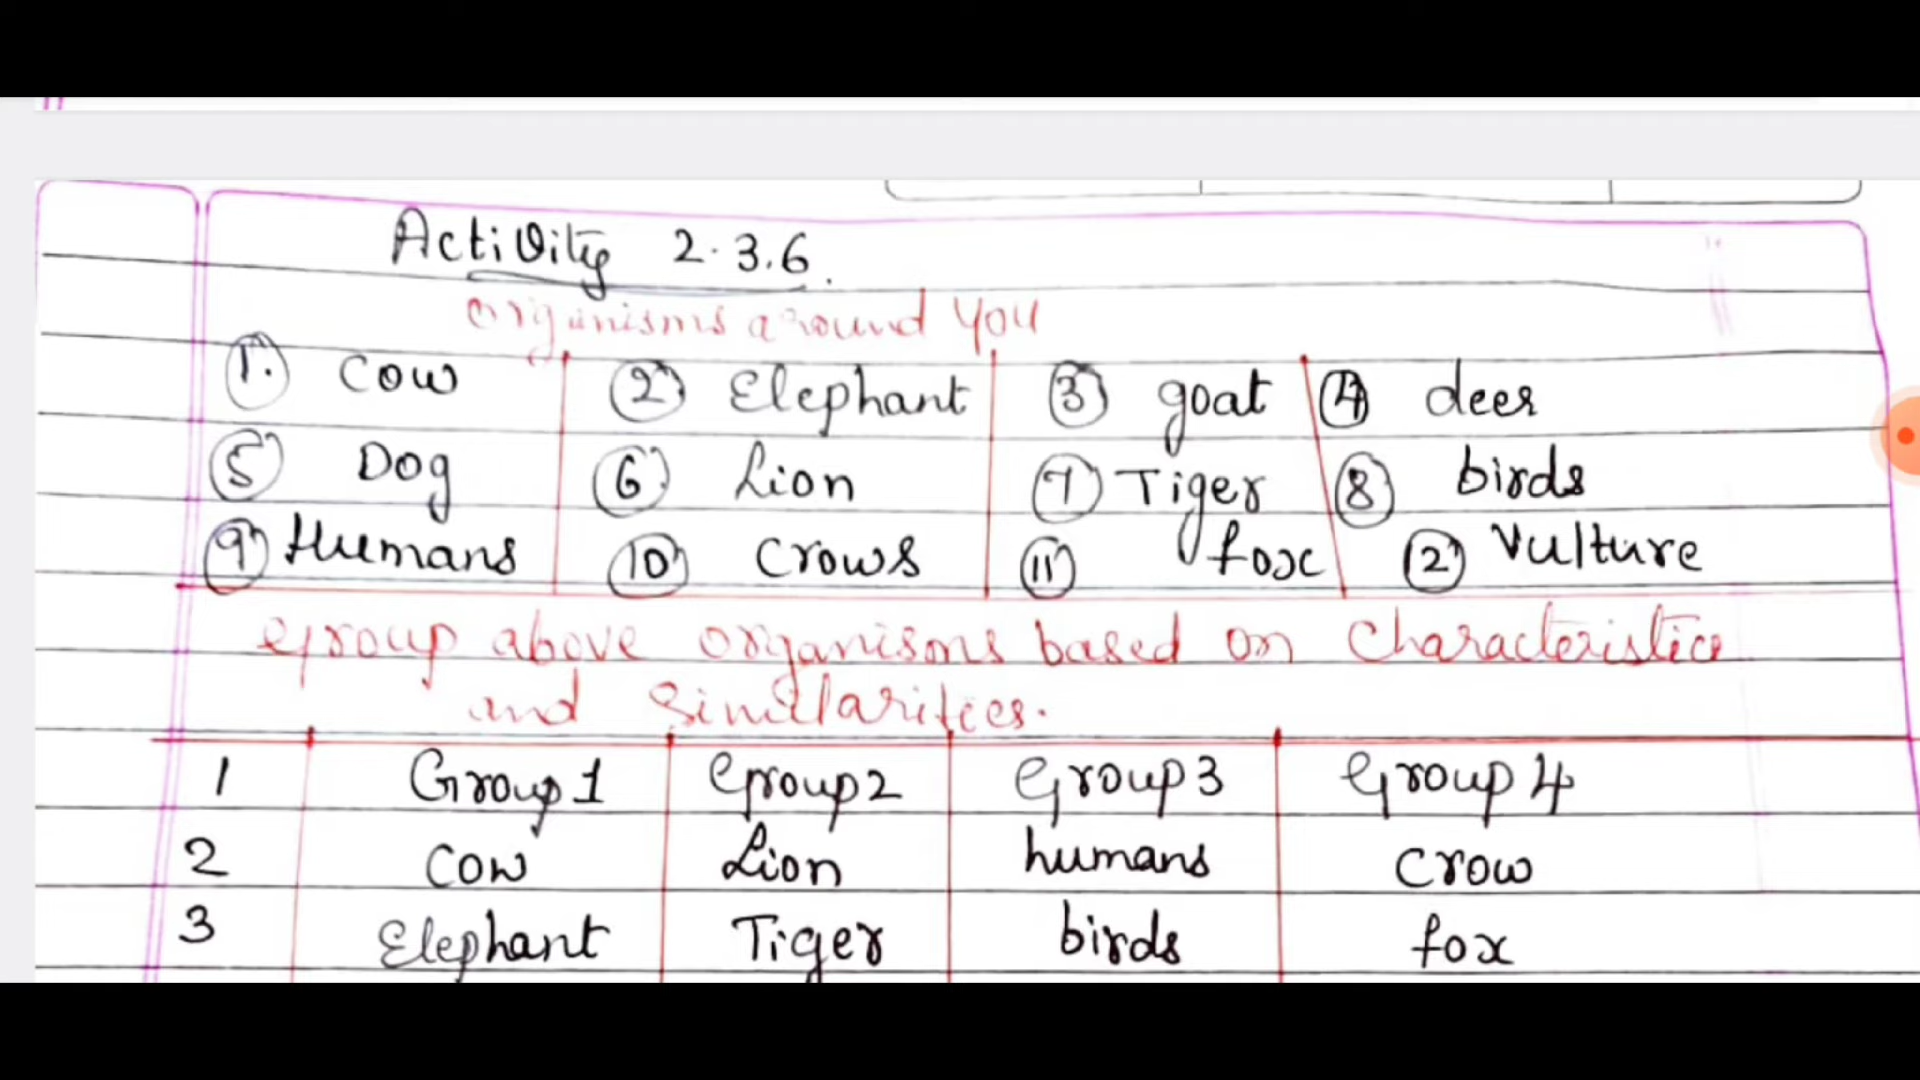 Activity 2.3.6.
organisms around you
1. Cow 2 Elephant 3 goat 4 deer
5 Dog 6 Lion 7 Tiger 8 birds
9 Humans 10 Crows 11 fox 12 Vulture
Group above organisms based on characteristics
and Similarities.
1 Group 1 Group 2 Group 3 Group 4
2 Cow Lion humans Crow
3 Elephant Tiger birds fox